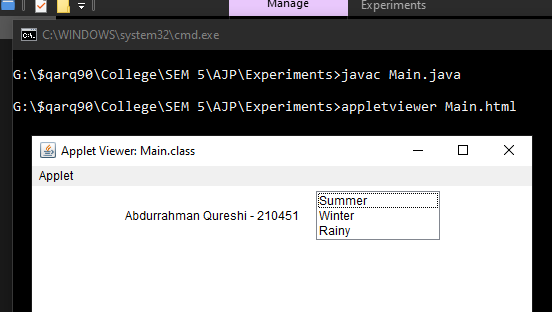 Manage
Experiments
C:\WINDOWS\system32\cmd.exe
G:\$qarq90\College\SEM 5\AJP\Experiments>javac Main.java
G:\$qarq90\College\SEM 5\AJP\Experiments>appletviewer Main.html
Applet Viewer: Main.class
Applet
Abdurrahman Qureshi - 210451
Summer
Winter
Rainy